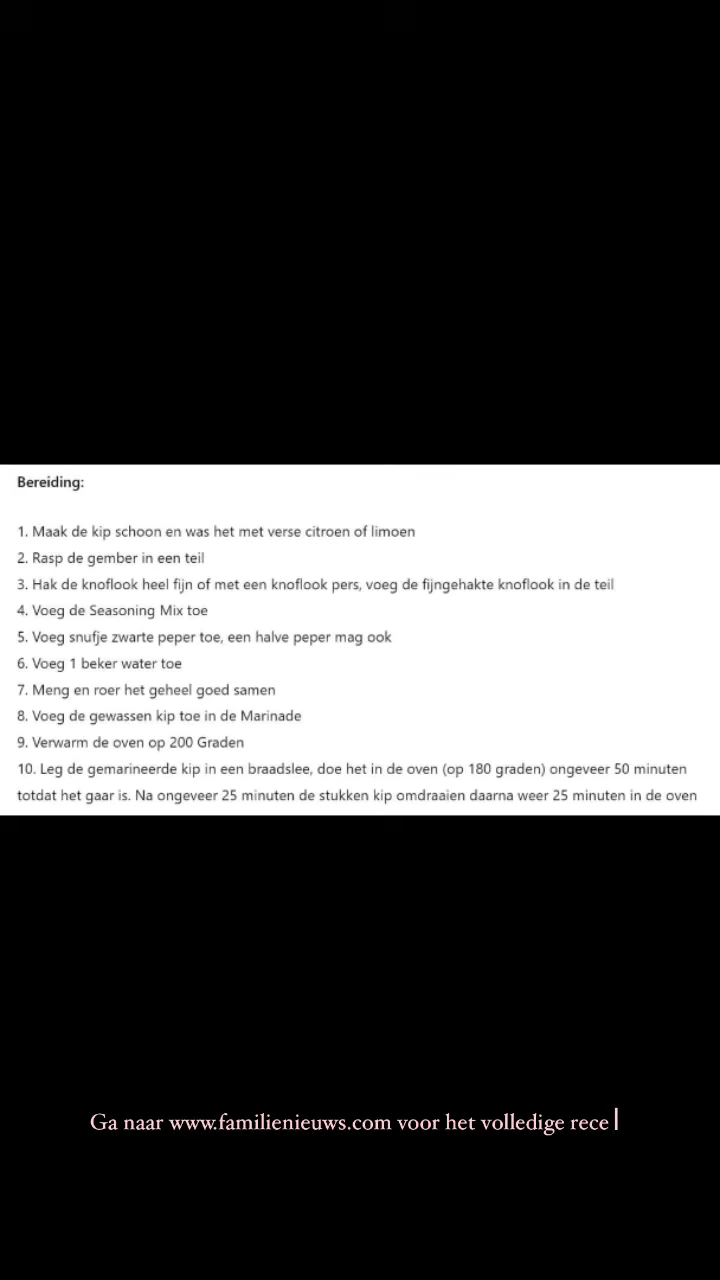 Bereiding:
1. Maak de kip schoon en was het met verse citroen of limoen
2. Rasp de gember in een teil
3. Hak de knoflook heel fijn of met een knoflook pers, voeg de fijngehakte knoflook in de teil
4. Voeg de Seasoning Mix toe
5. Voeg snufje zwarte peper toe, een halve peper mag ook
6. Voeg 1 beker water toe
7. Meng en roer het geheel goed samen
8. Voeg de gewassen kip toe in de Marinade
9. Verwarm de oven op 200 Graden
10. Leg de gemarineerde kip in een braadslee, doe het in de oven (op 180 graden) ongeveer 50 minuten
totdat het gaar is. Na ongeveer 25 minuten de stukken kip omdraaien daarna weer 25 minuten in de oven
Ga naar www.familienieuws.com voor het volledige rece